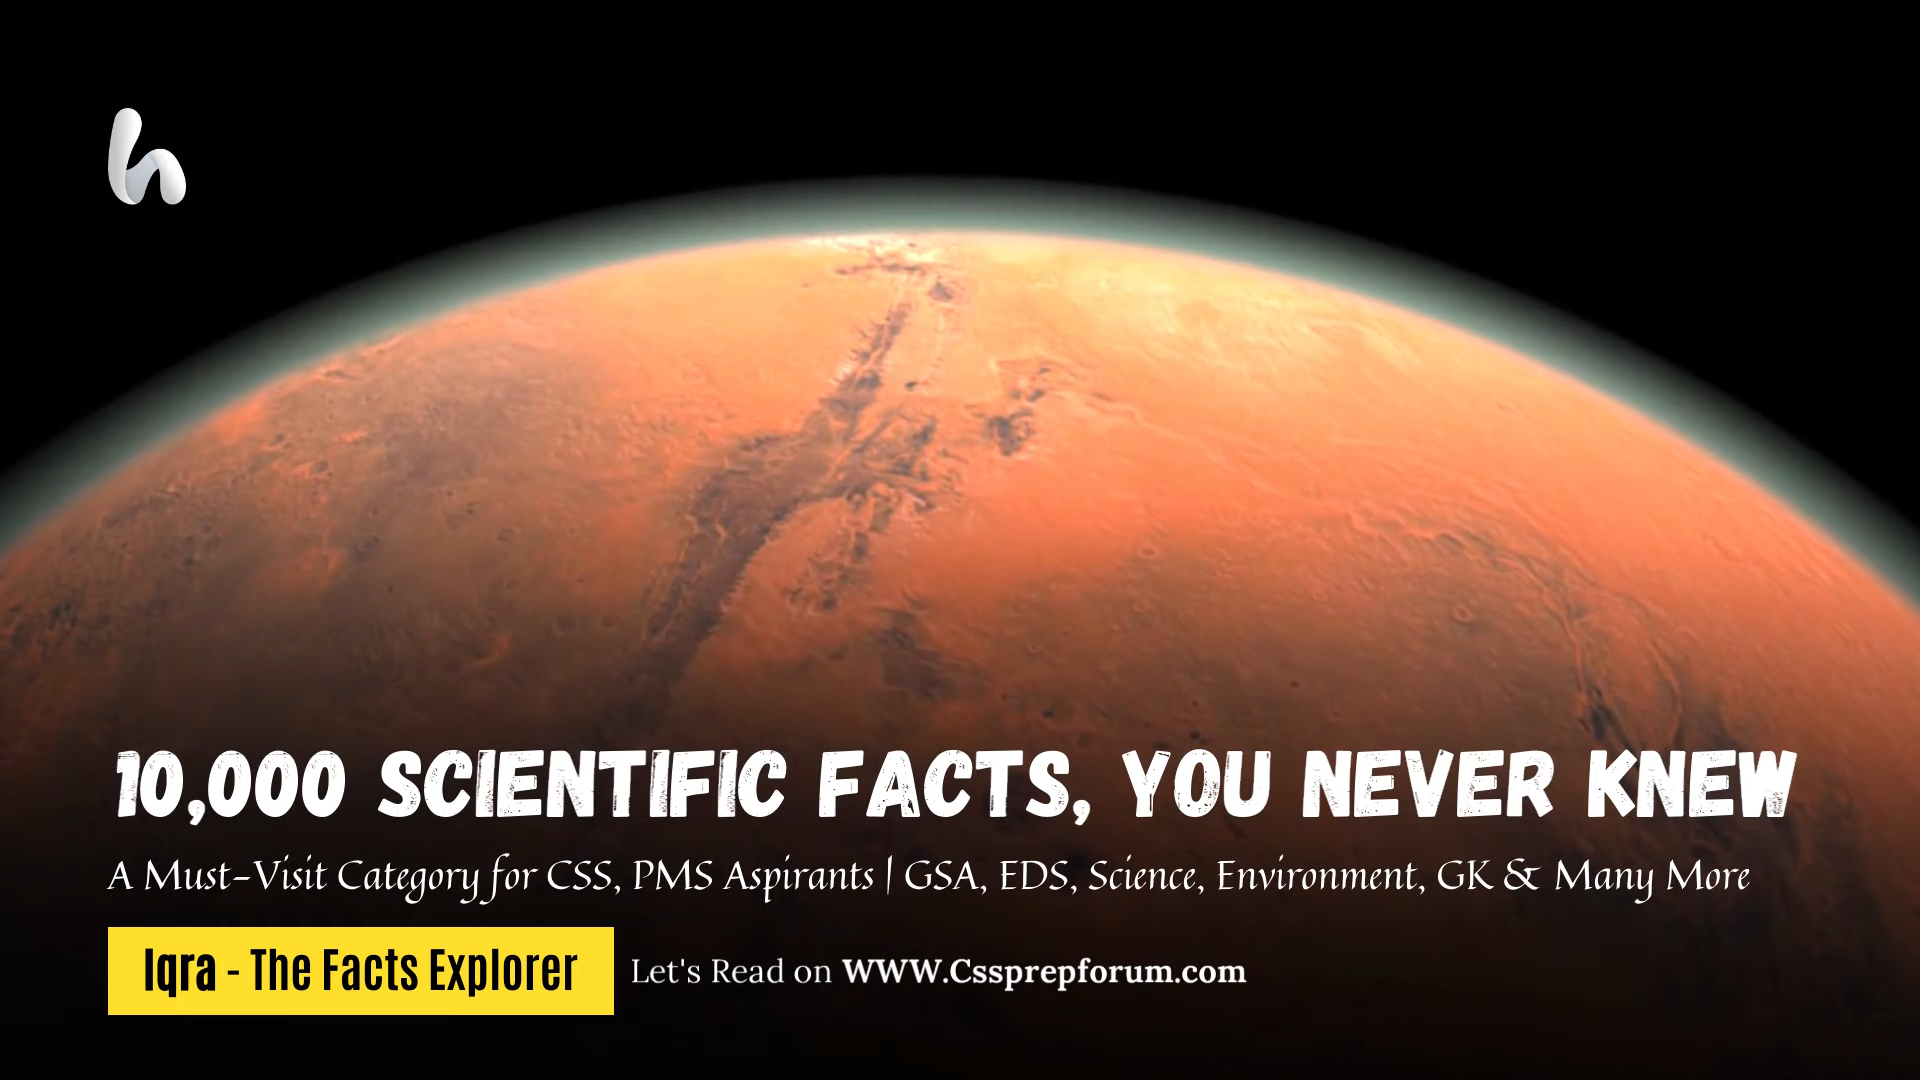 h
10,000 SCIENTIFIC FACTS, YOU NEVER KNEW
A Must-Visit Category for CSS, PMS Aspirants | GSA, EDS, Science, Environment, GK & Many More
Iqra - The Facts Explorer
Let's Read on WWW.Cssprepforum.com